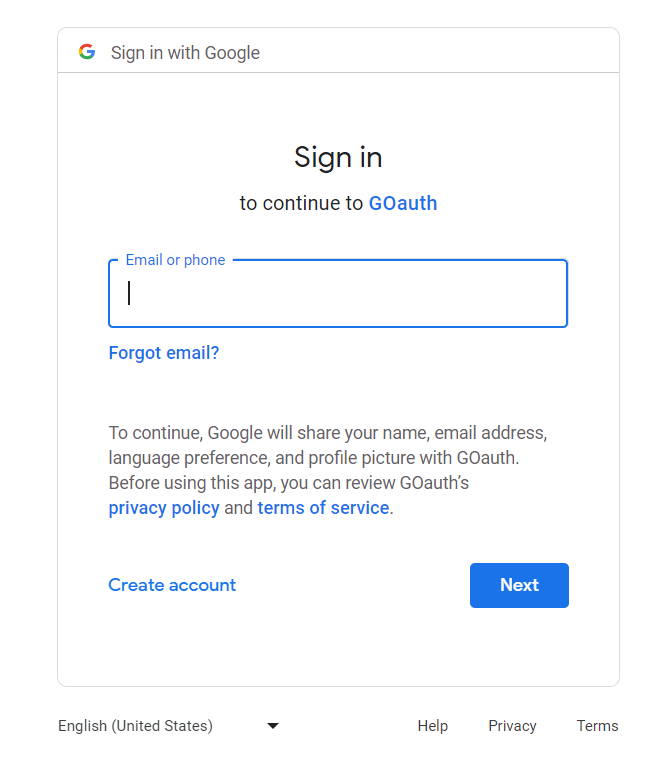 Sign in with Google
Sign in
to continue to GOauth
Email or phone
Forgot email?
To continue, Google will share your name, email address,
language preference, and profile picture with GOauth.
Before using this app, you can review GOauth’s
privacy policy and terms of service.
Create account Next
English (United States) Help Privacy Terms